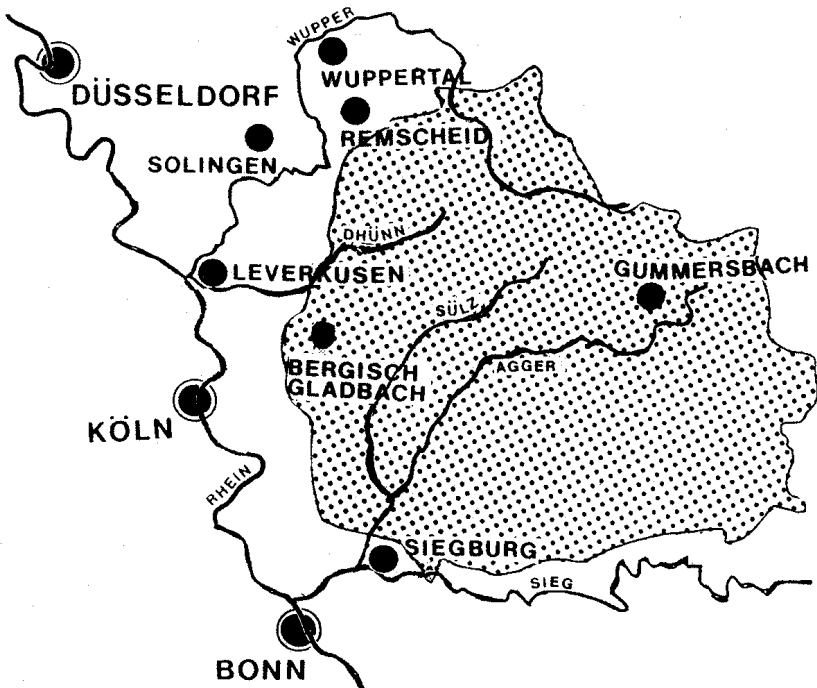 WUPPER
WUPPERTAL
DÜSSELDORF
REMSCHEID
SOLINGEN
DHÜNN
LEVERKUSEN
GUMMERSBACH
SÜLZ
BERGISCH
GLADBACH
AGGER
KÖLN
RHEIN
SIEGBURG
SIEG
BONN